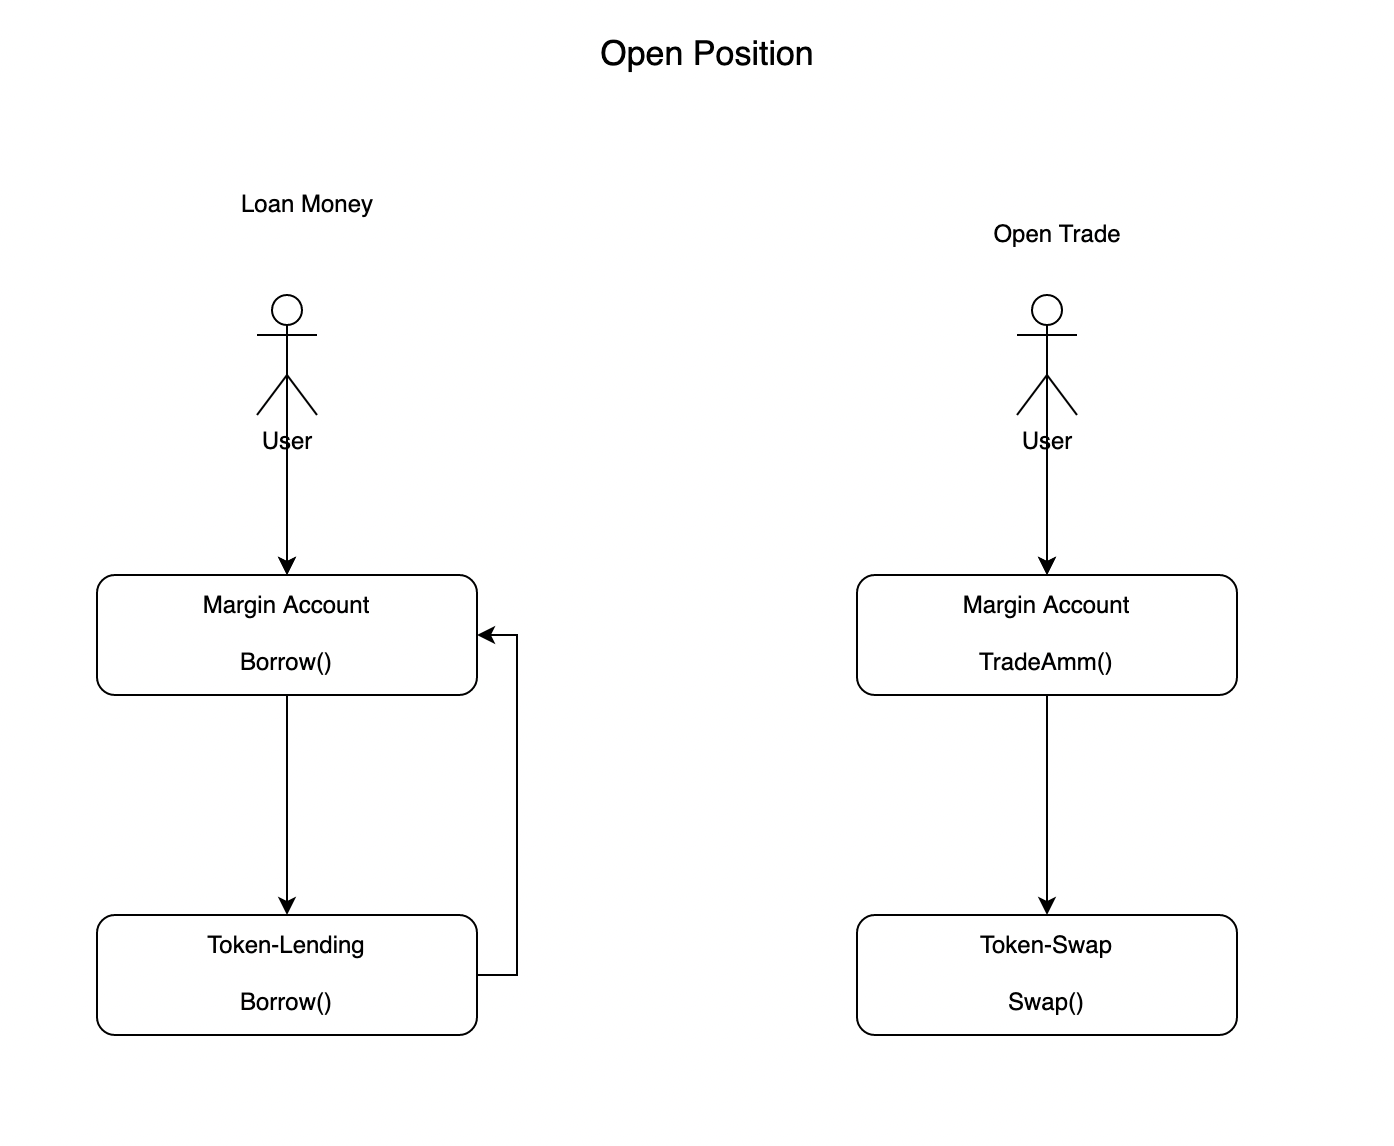 Open Position
Loan Money
User
Margin Account
Borrow()
Token-Lending
Borrow()
Open Trade
User
Margin Account
TradeAmm()
Token-Swap
Swap()